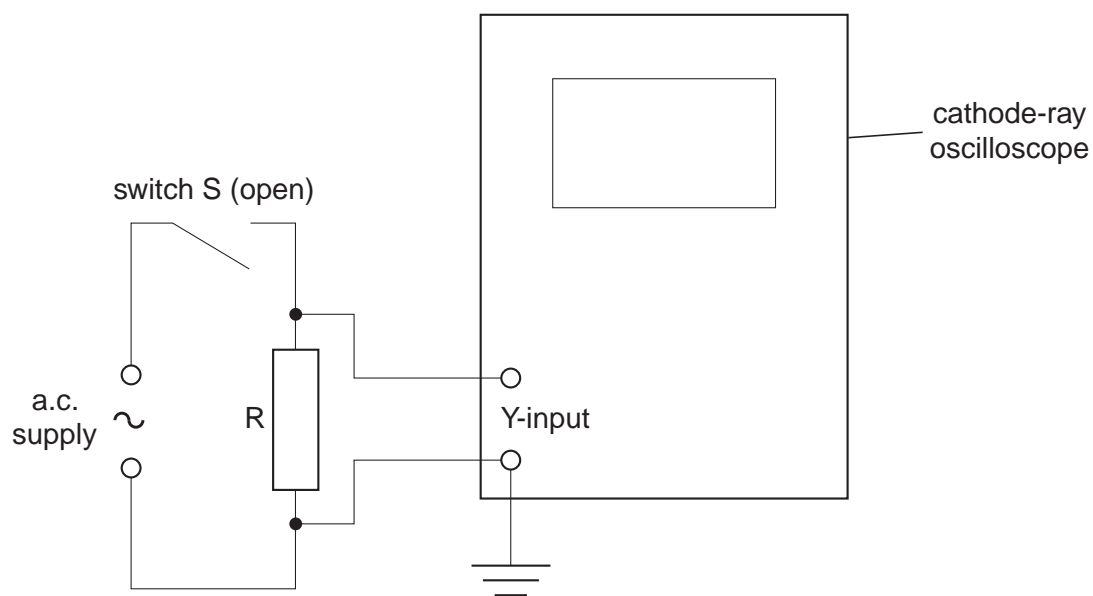 cathode-ray
oscilloscope
switch S (open)
a.c.
supply
R
Y-input